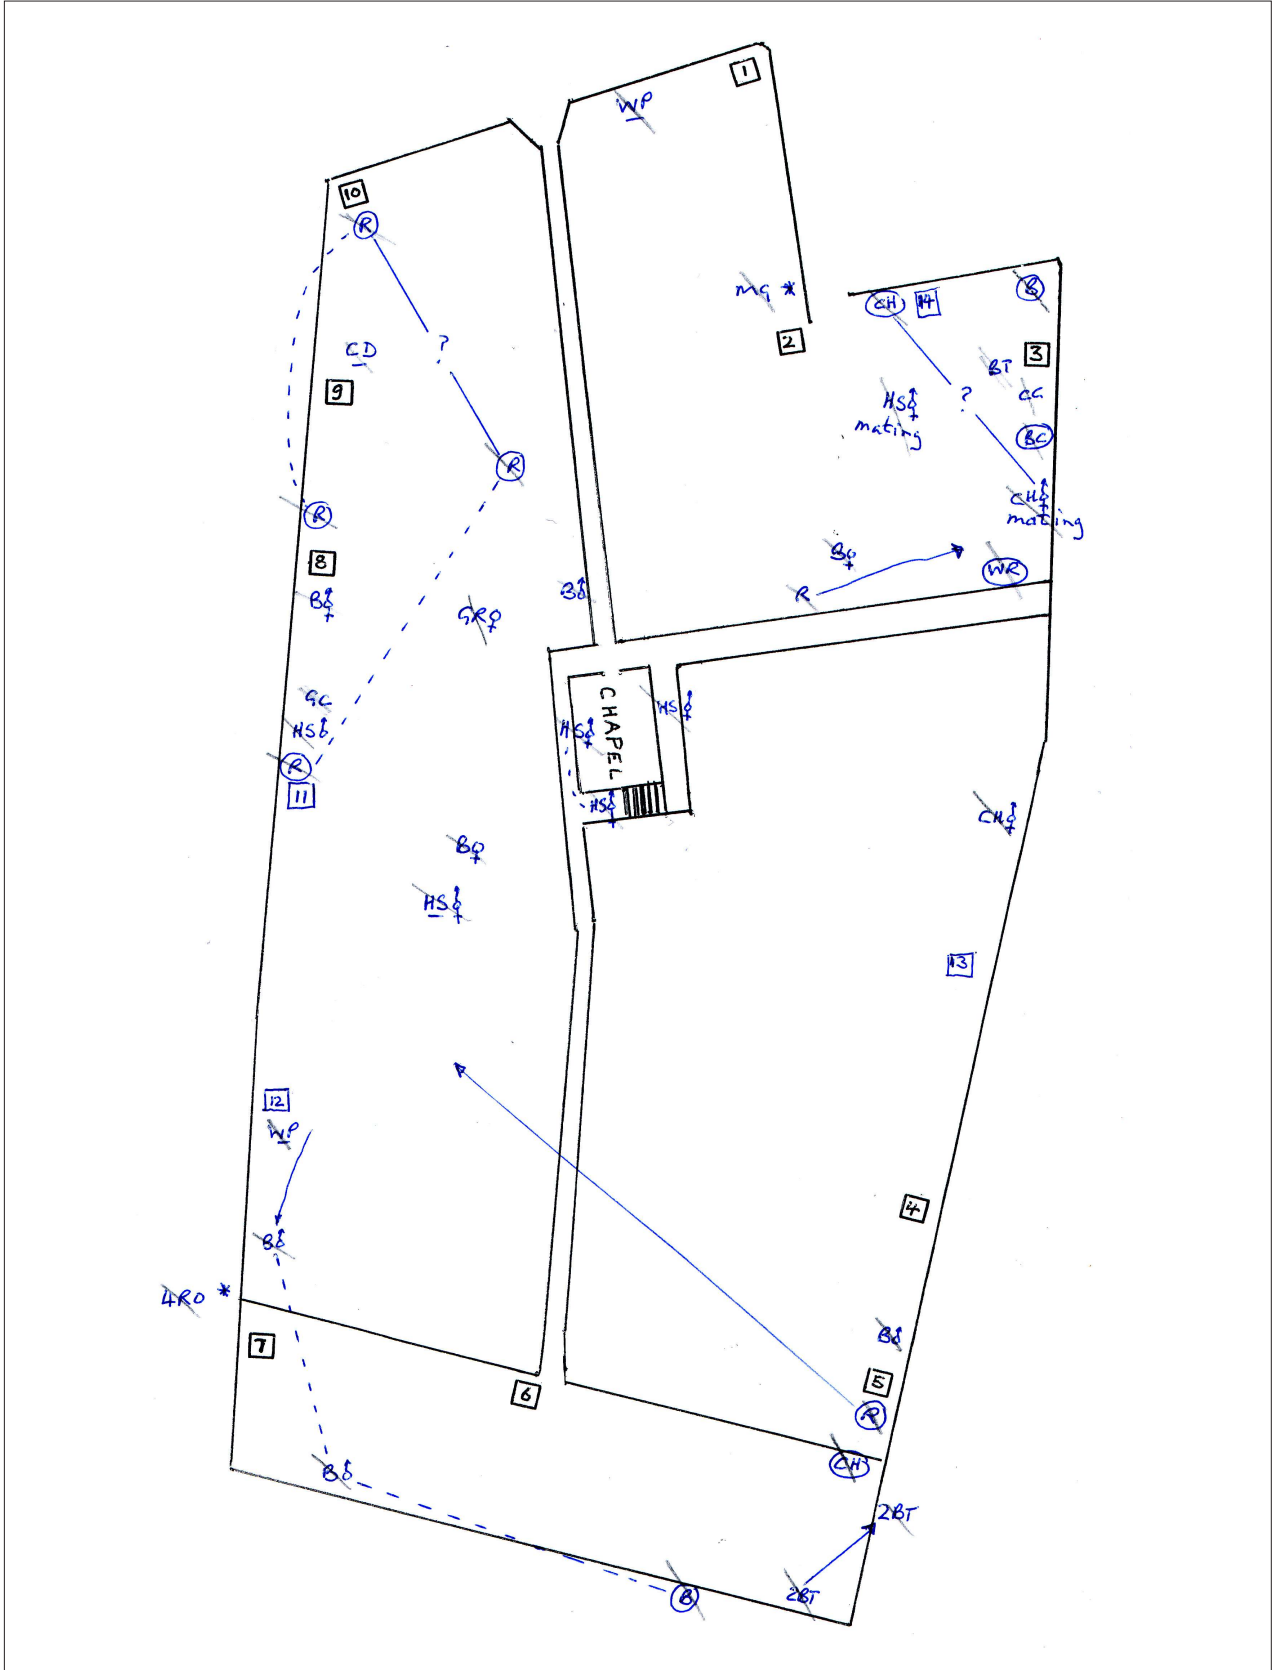 1
WP
10
R
MG *
CH 14
B
2
?
CD
3
BT
9
HS♂♀
mating
?
CG
BC
R
CH♂♀
mating
R
8
B♀
WR
B♂♀
B♂
R
GR♀
GC
HS♂
HS♂♀
HS♂♀
CHAPEL
R
11
HS♂♀
CH♂♀
B♀
HS♂♀
13
12
WP
4
B♂
4RO *
B♂
7
5
6
R
CH
B♂
2BT
B
2BT